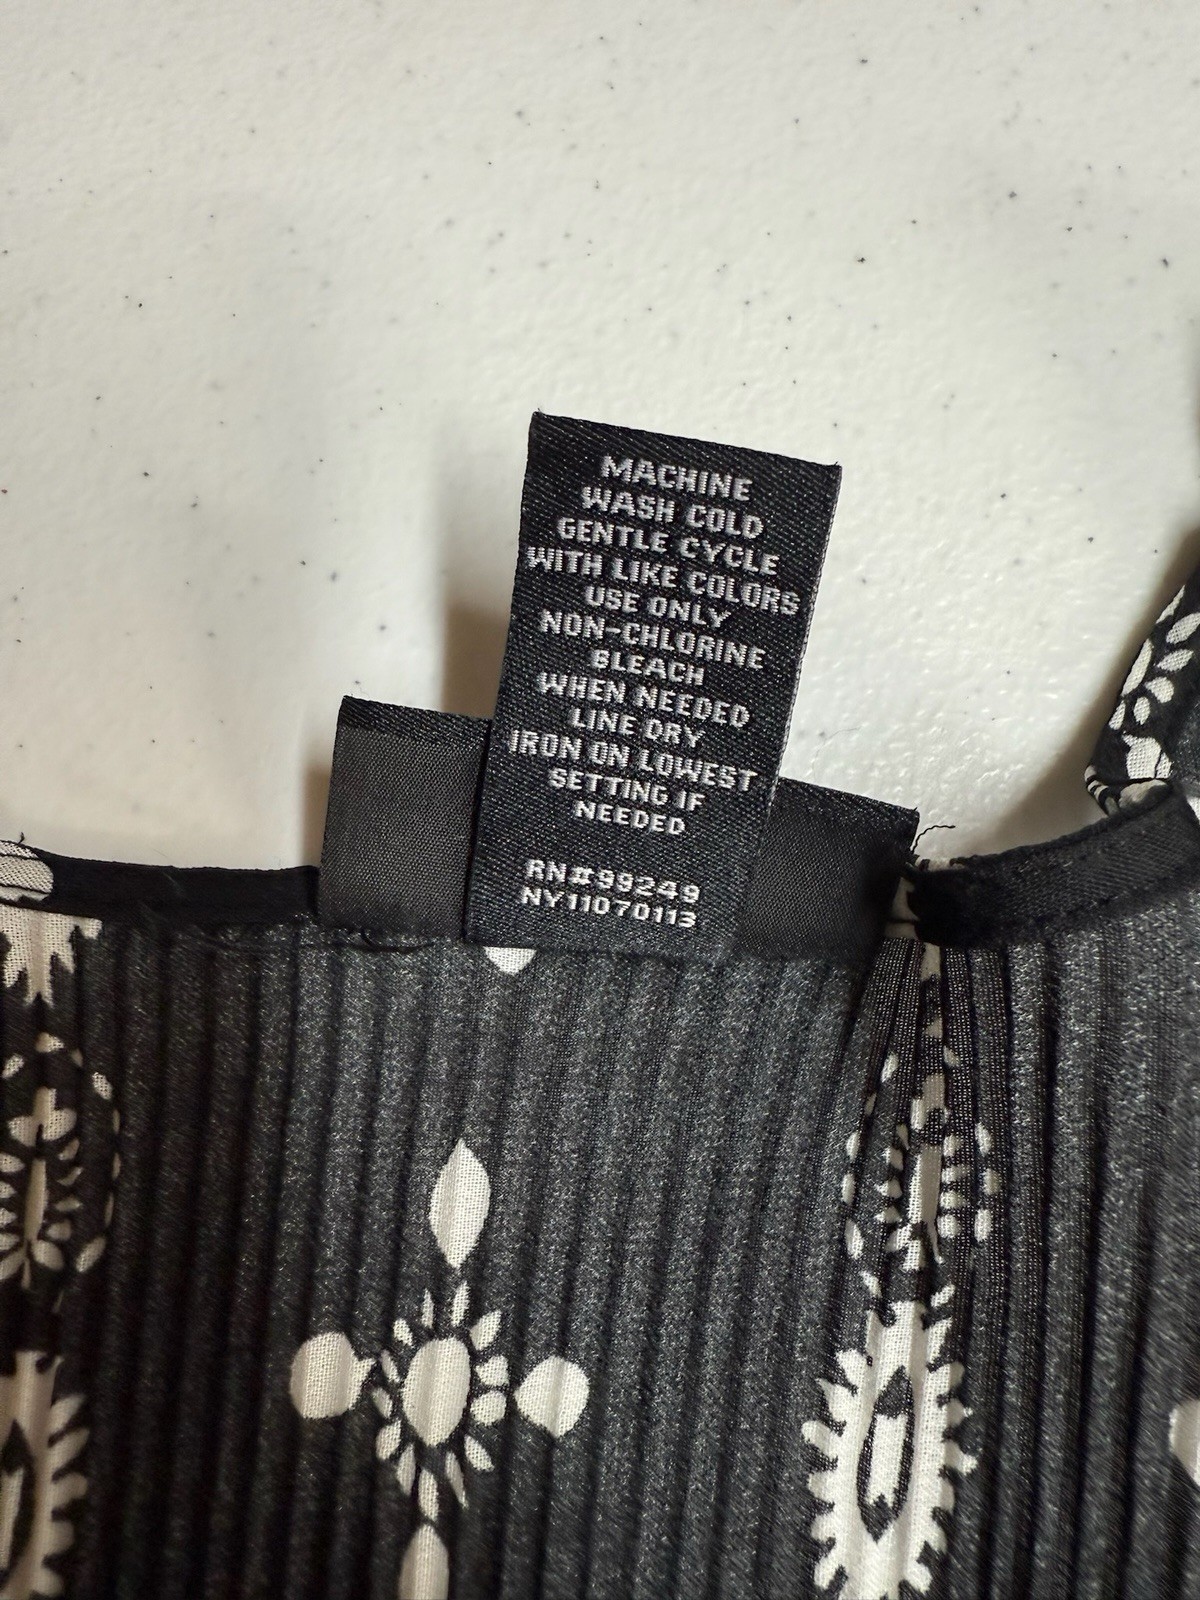 MACHINE
WASH COLD
GENTLE CYCLE
WITH LIKE COLORS
USE ONLY
NON-CHLORINE
BLEACH
WHEN NEEDED
LINE DRY
IRON ON LOWEST
SETTING IF
NEEDED
RN#99249
NY11070113